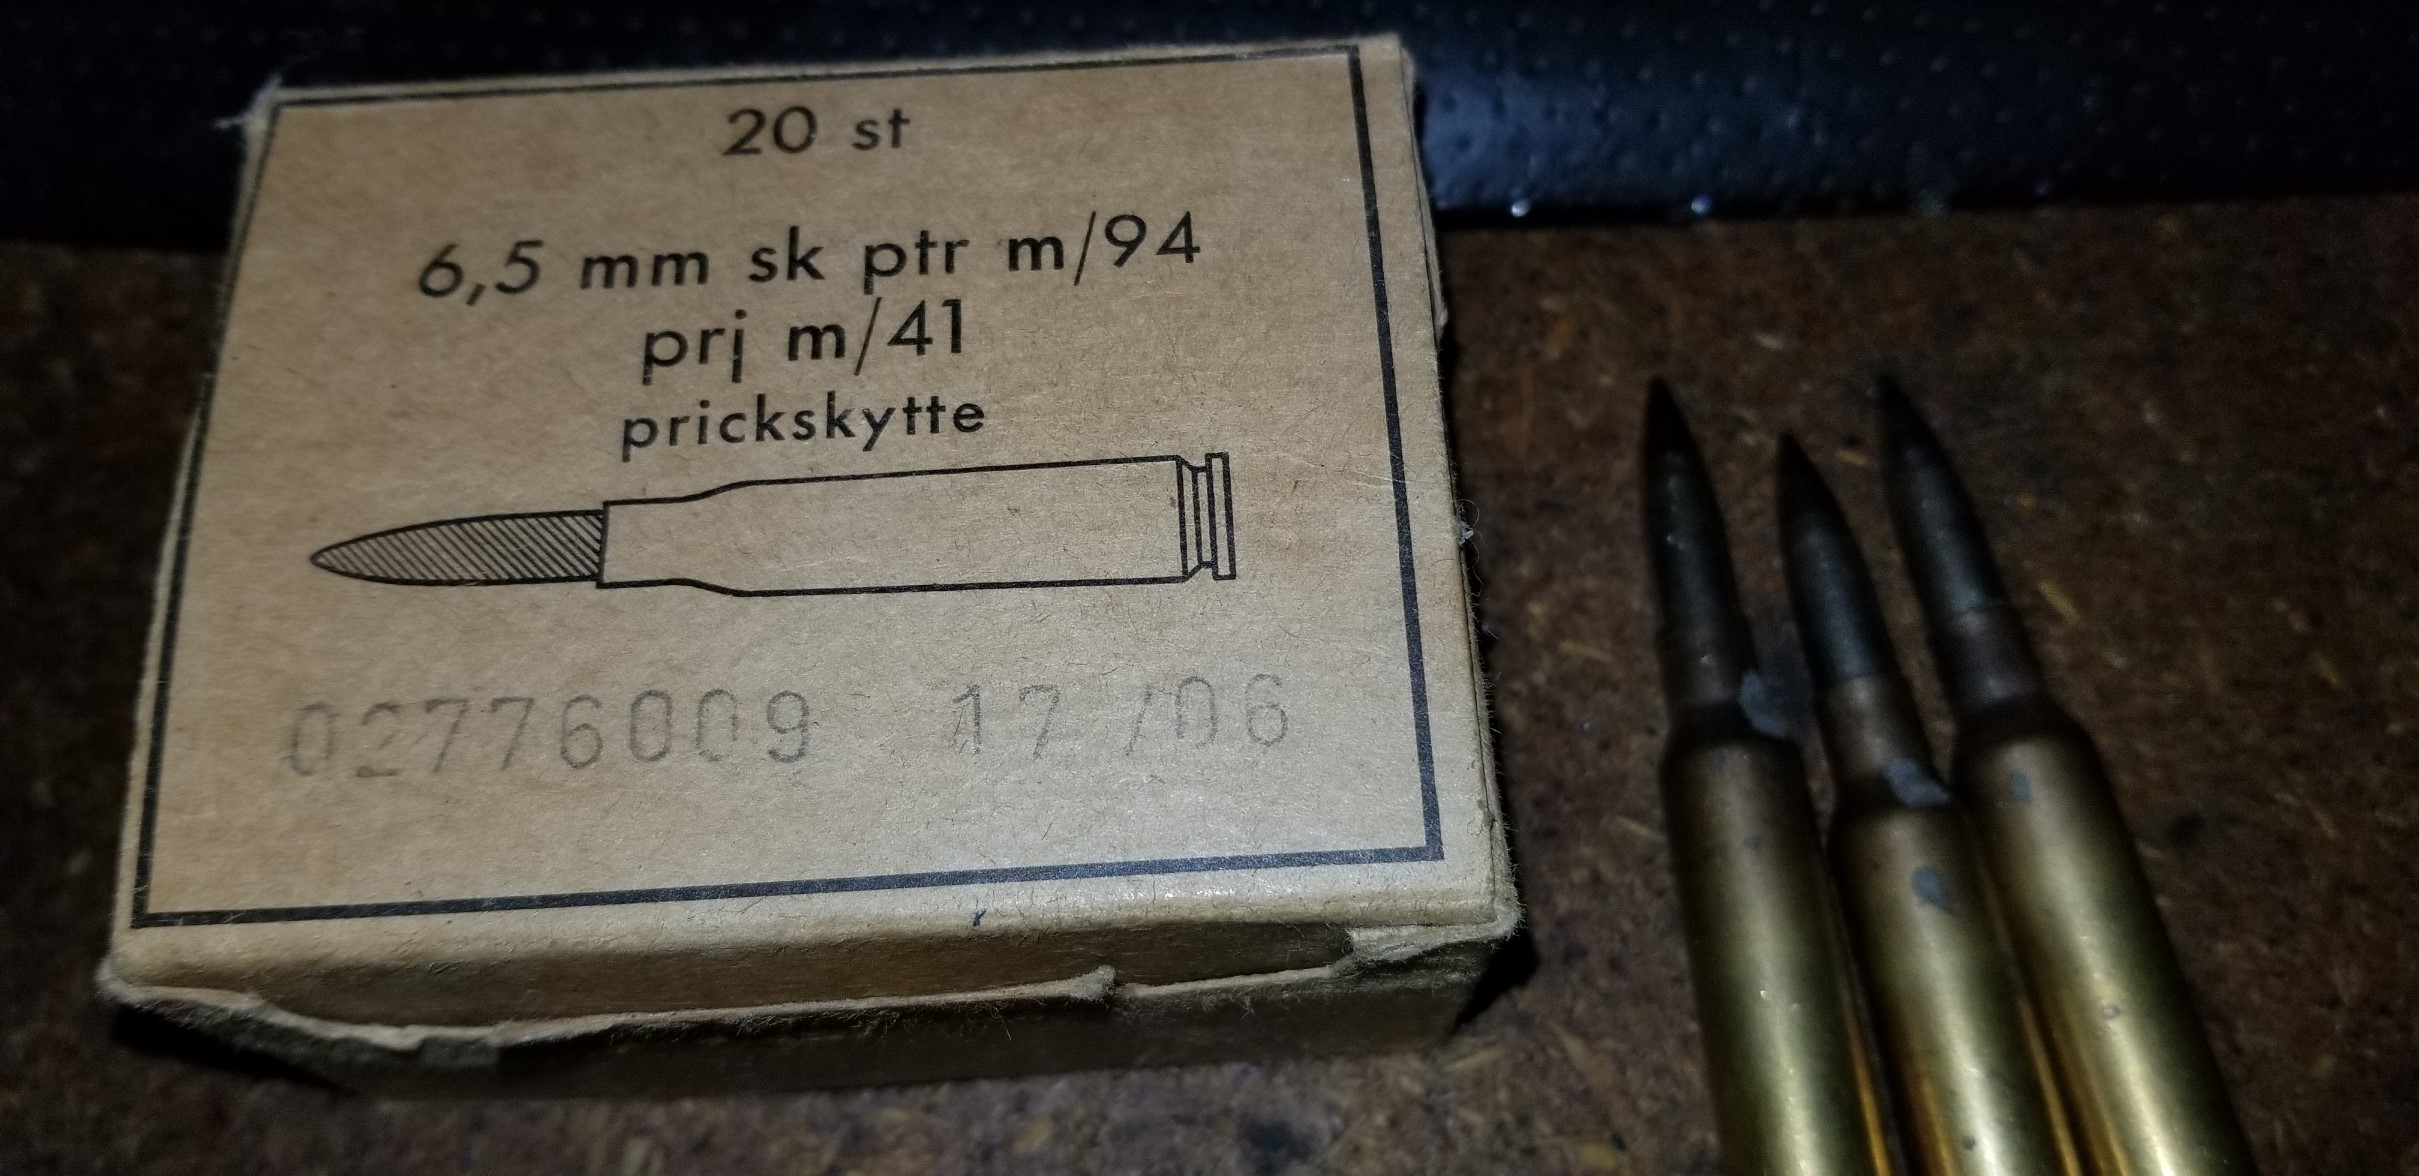 20 st
6,5 mm sk ptr m/94
prj m/41
prickskytte
02776009 17 /06